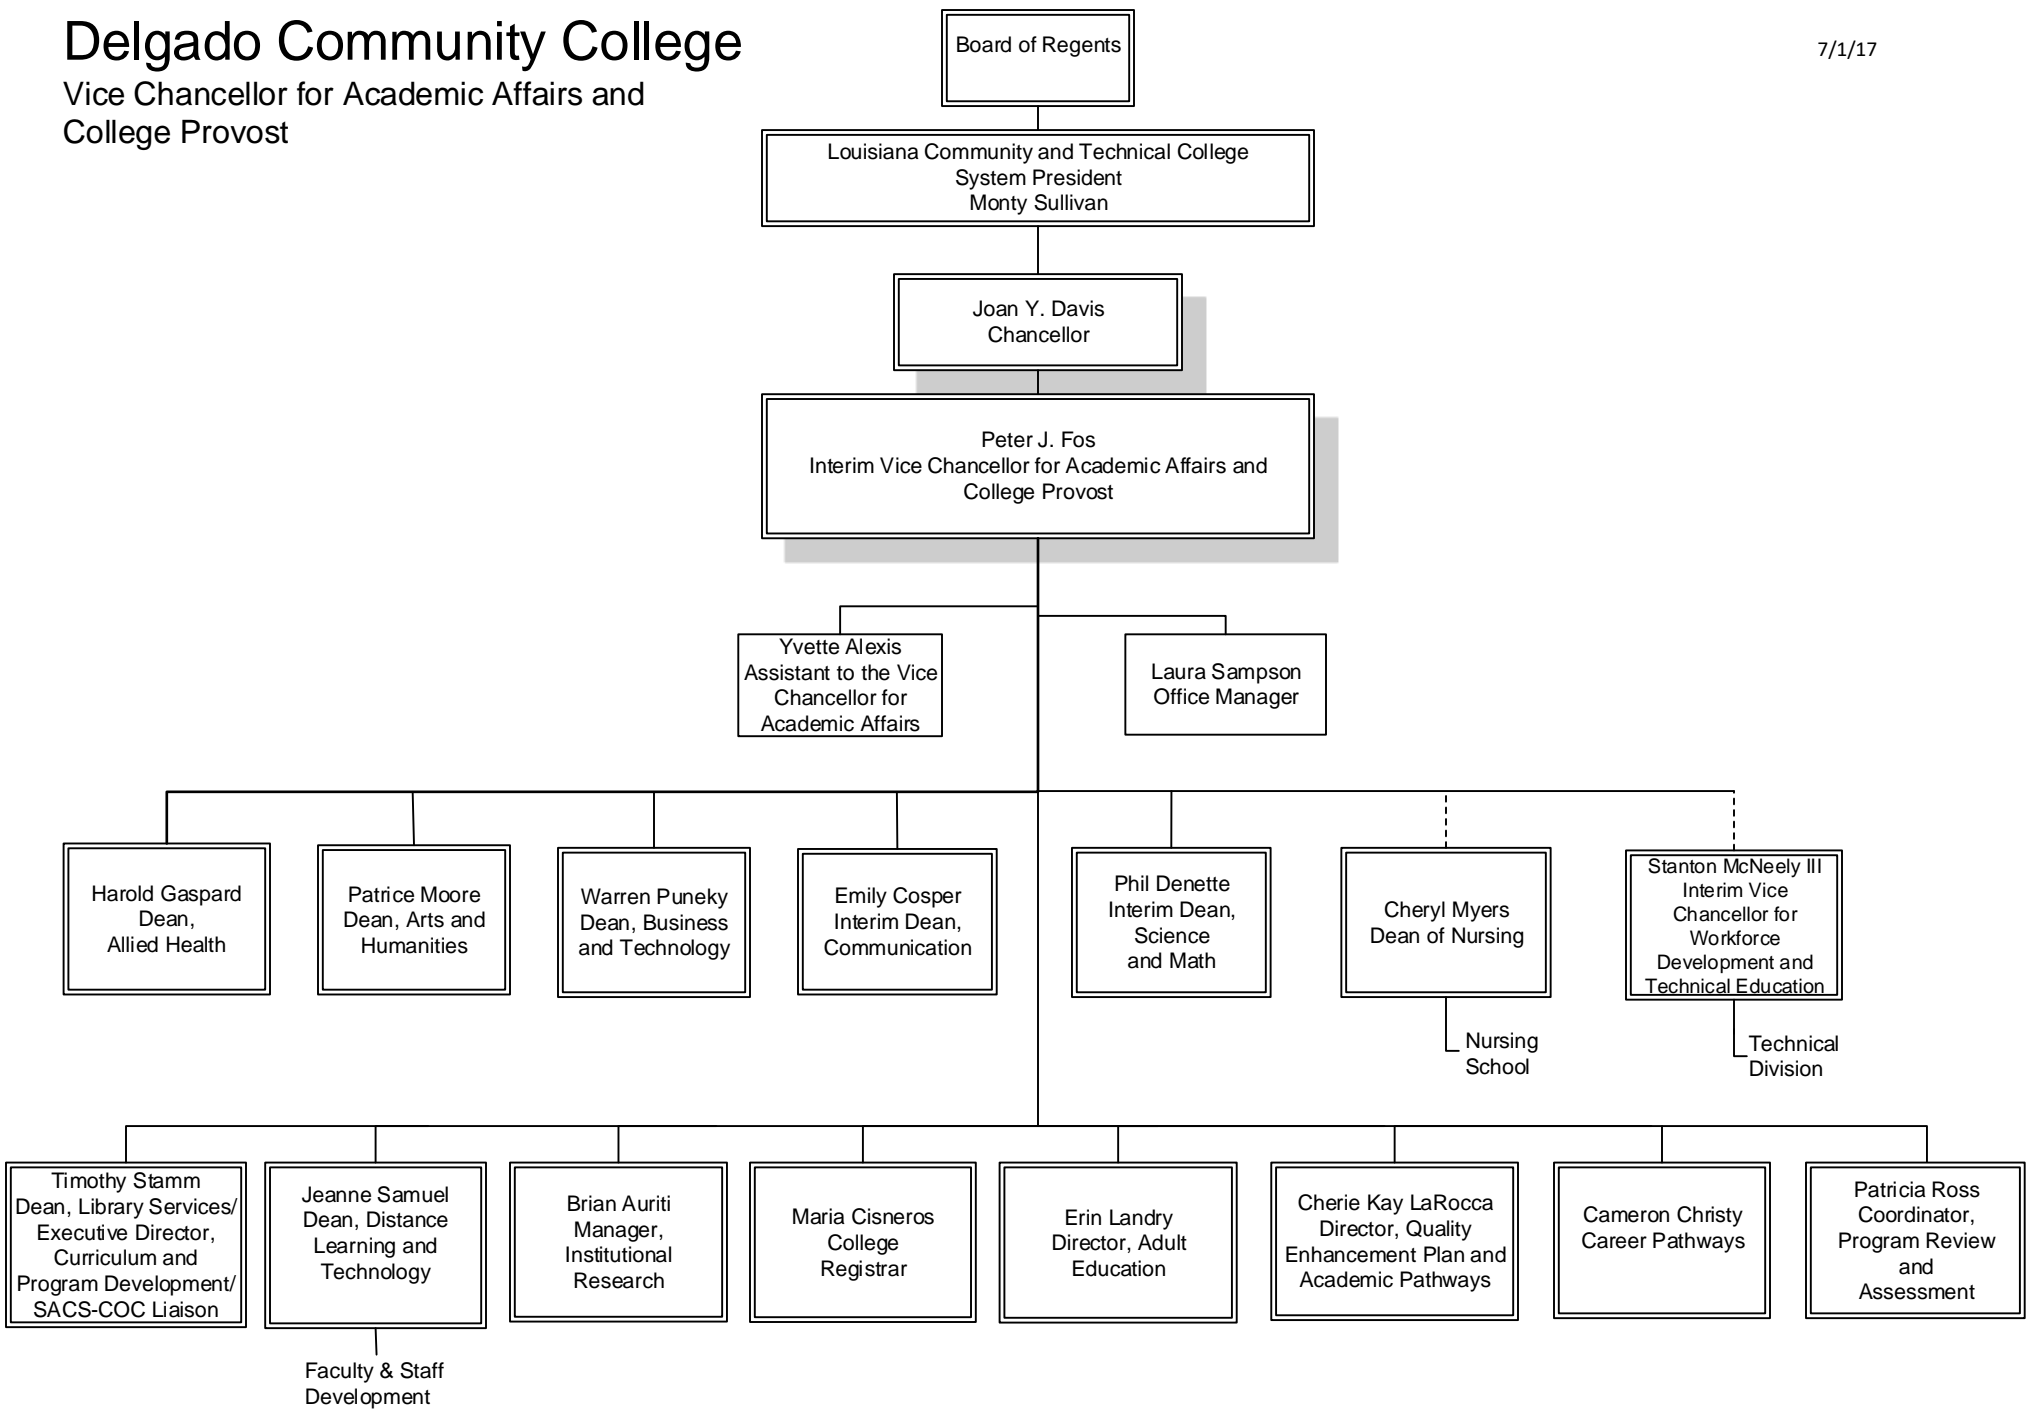 Delgado Community College
Vice Chancellor for Academic Affairs and
College Provost
7/1/17
Board of Regents
Louisiana Community and Technical College
System President
Monty Sullivan
Joan Y. Davis
Chancellor
Peter J. Fos
Interim Vice Chancellor for Academic Affairs and
College Provost
Yvette Alexis
Assistant to the Vice
Chancellor for
Academic Affairs
Laura Sampson
Office Manager
Harold Gaspard
Dean,
Allied Health
Patrice Moore
Dean, Arts and
Humanities
Warren Puneky
Dean, Business
and Technology
Emily Cosper
Interim Dean,
Communication
Phil Denette
Interim Dean,
Science
and Math
Cheryl Myers
Dean of Nursing
Stanton McNeely III
Interim Vice
Chancellor for
Workforce
Development and
Technical Education
Nursing
School
Technical
Division
Timothy Stamm
Dean, Library Services/
Executive Director,
Curriculum and
Program Development/
SACS-COC Liaison
Jeanne Samuel
Dean, Distance
Learning and
Technology
Brian Auriti
Manager,
Institutional
Research
Maria Cisneros
College
Registrar
Erin Landry
Director, Adult
Education
Cherie Kay LaRocca
Director, Quality
Enhancement Plan and
Academic Pathways
Cameron Christy
Career Pathways
Patricia Ross
Coordinator,
Program Review
and
Assessment
Faculty & Staff
Development